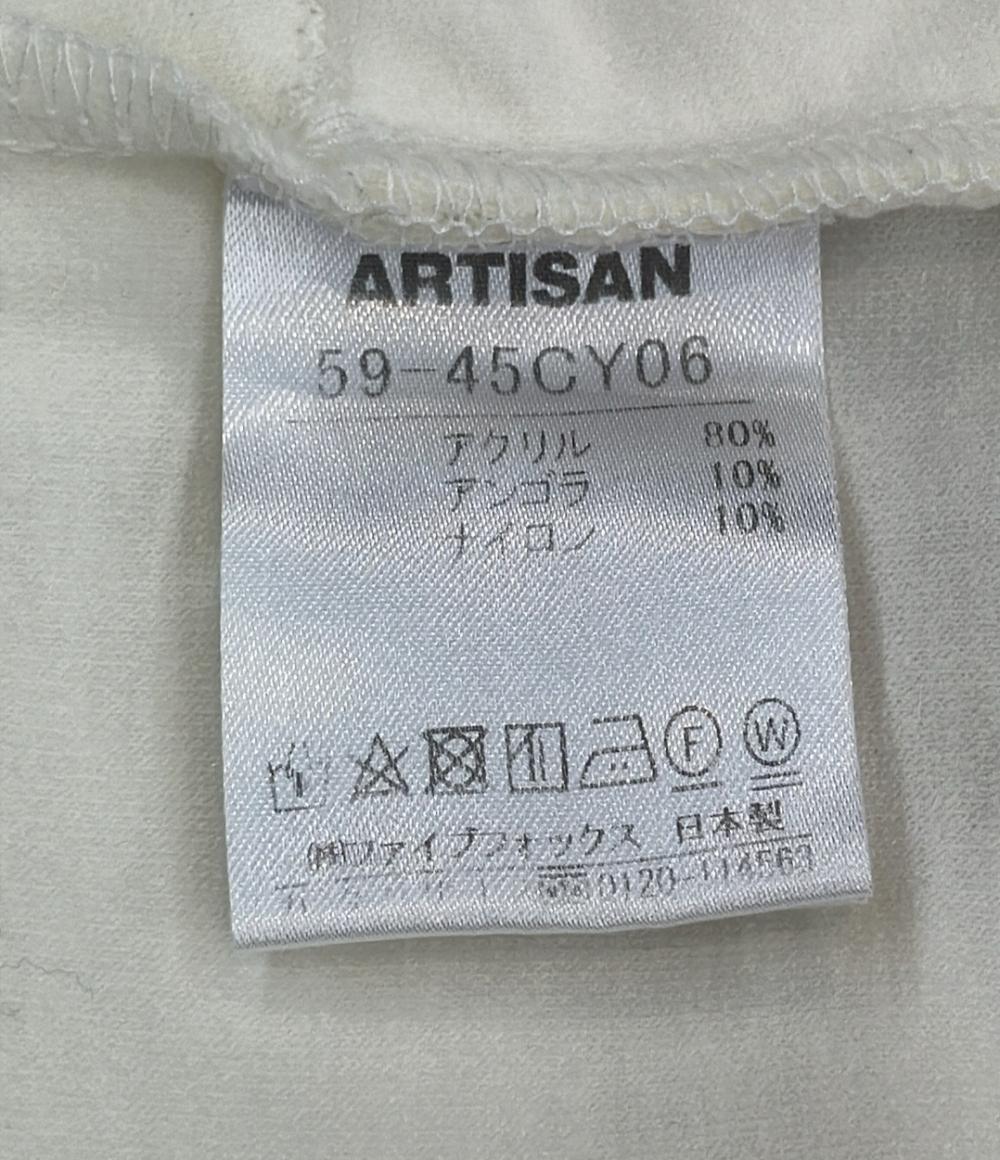 ARTISAN
59-45CY06
アクリル 80%
アンゴラ 10%
ナイロン 10%
F W
(株)ファイブフォックス 日本製
0120-114563